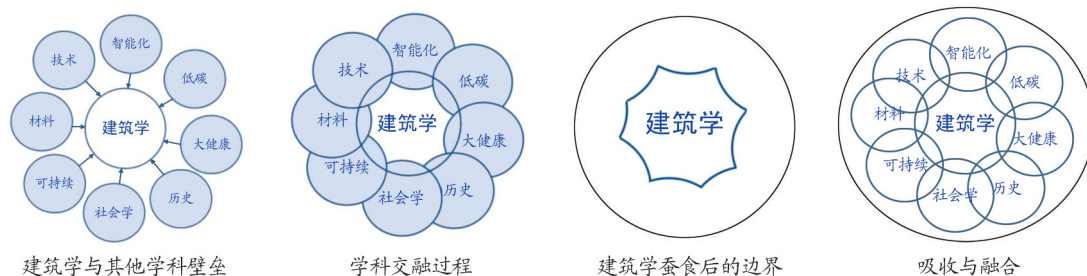 智能化
技术
低碳
材料
建筑学
大健康
可持续
历史
社会学
建筑学与其他学科壁垒
智能化
技术
低碳
材料
建筑学
大健康
可持续
历史
社会学
学科交融过程
建筑学
建筑学蚕食后的边界
智能化
技术
低碳
材料
建筑学
大健康
可持续
历史
社会学
吸收与融合